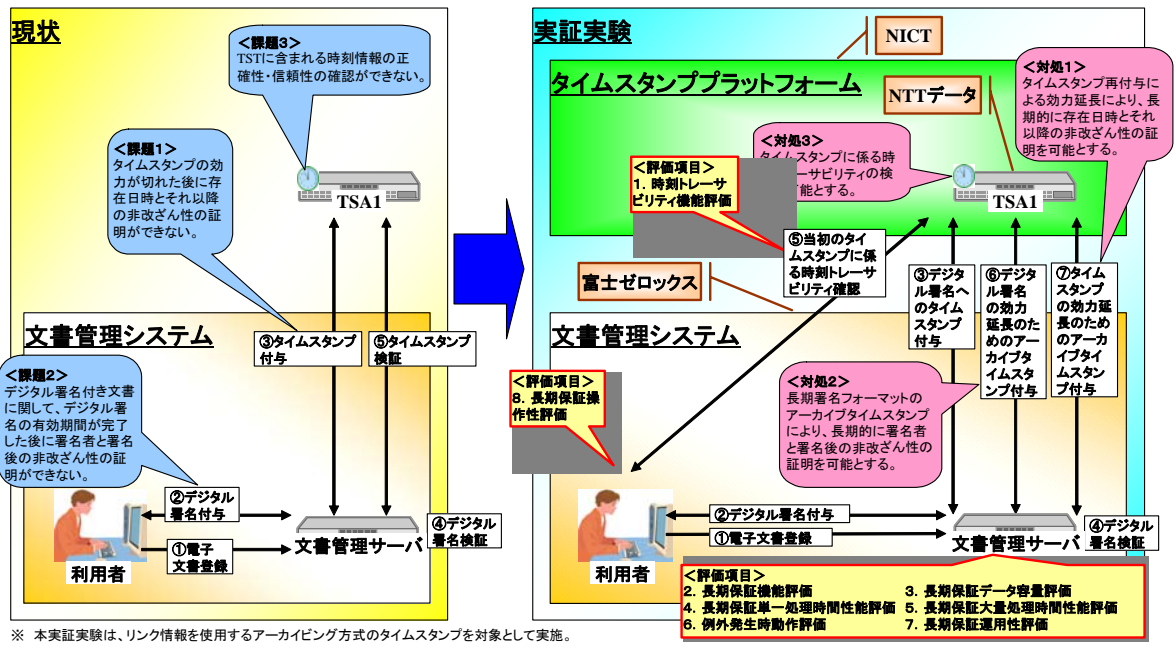 現状
＜課題3＞
TSTに含まれる時刻情報の正
確性・信頼性の確認ができない。
＜課題1＞
タイムスタンプの効
力が切れた後に存
在日時とそれ以降
の非改ざん性の証
明ができない。
TSA1
文書管理システム
③タイムスタンプ
付与
⑤タイムスタンプ
検証
＜課題2＞
デジタル署名付き文書
に関して、デジタル署
名の有効期間が完了
した後に署名者と署名
後の非改ざん性の証
明ができない。
②デジタル
署名付与
①電子
文書登録
利用者
文書管理サーバ
④デジタル
署名検証
実証実験
NICT
タイムスタンププラットフォーム
NTTデータ
＜対処1＞
タイムスタンプ再付与に
よる効力延長により、長
期的に存在日時とそれ
以降の非改ざん性の証
明を可能とする。
＜対処3＞
タイムスタンプに係る時
ーサビリティの検
能とする。
＜評価項目＞
1．時刻トレーサ
ビリティ機能評価
TSA1
⑤当初のタイ
ムスタンプに係
る時刻トレーサ
ビリティ確認
富士ゼロックス
③デジタ
ル署名へ
のタイム
スタンプ
付与
⑥デジタ
ル署名
の効力
延長のた
めのアー
カイブタ
イムスタ
ンプ付与
⑦タイム
スタンプ
の効力延
長のため
のアーカ
イブタイ
ムスタン
プ付与
文書管理システム
＜評価項目＞
8．長期保証操
作性評価
＜対処2＞
長期署名フォーマットの
アーカイブタイムスタンプ
により、長期的に署名者
と署名後の非改ざん性の
証明を可能とする。
②デジタル署名付与
①電子文書登録
利用者
文書管理サーバ
④デジタル
署名検証
＜評価項目＞
2．長期保証機能評価 3．長期保証データ容量評価
4．長期保証単一処理時間性能評価 5．長期保証大量処理時間性能評価
6．例外発生時動作評価 7．長期保証運用性評価
※ 本実証実験は、リンク情報を使用するアーカイビング方式のタイムスタンプを対象として実施。